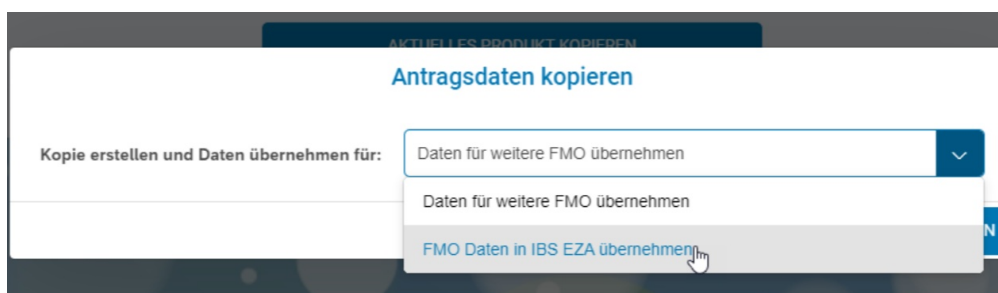 AKTUELLES PRODUKT KOPIEREN
Antragsdaten kopieren
Kopie erstellen und Daten übernehmen für:
Daten für weitere FMO übernehmen
Daten für weitere FMO übernehmen
FMO Daten in IBS EZA übernehmen